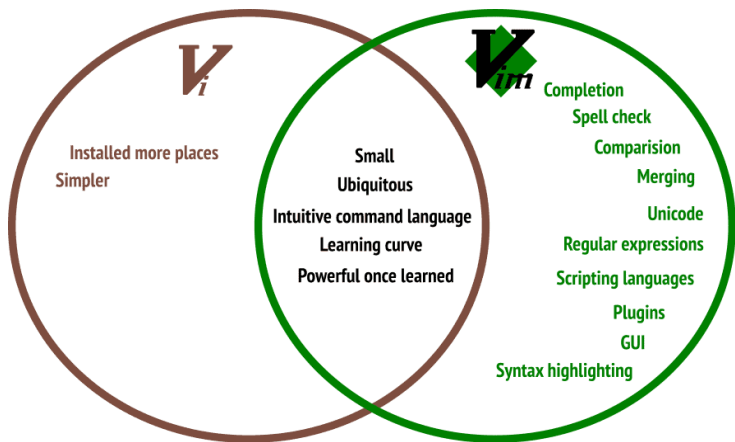 Vi
Installed more places
Simpler
Small
Ubiquitous
Intuitive command language
Learning curve
Powerful once learned
Vim
Completion
Spell check
Comparision
Merging
Unicode
Regular expressions
Scripting languages
Plugins
GUI
Syntax highlighting